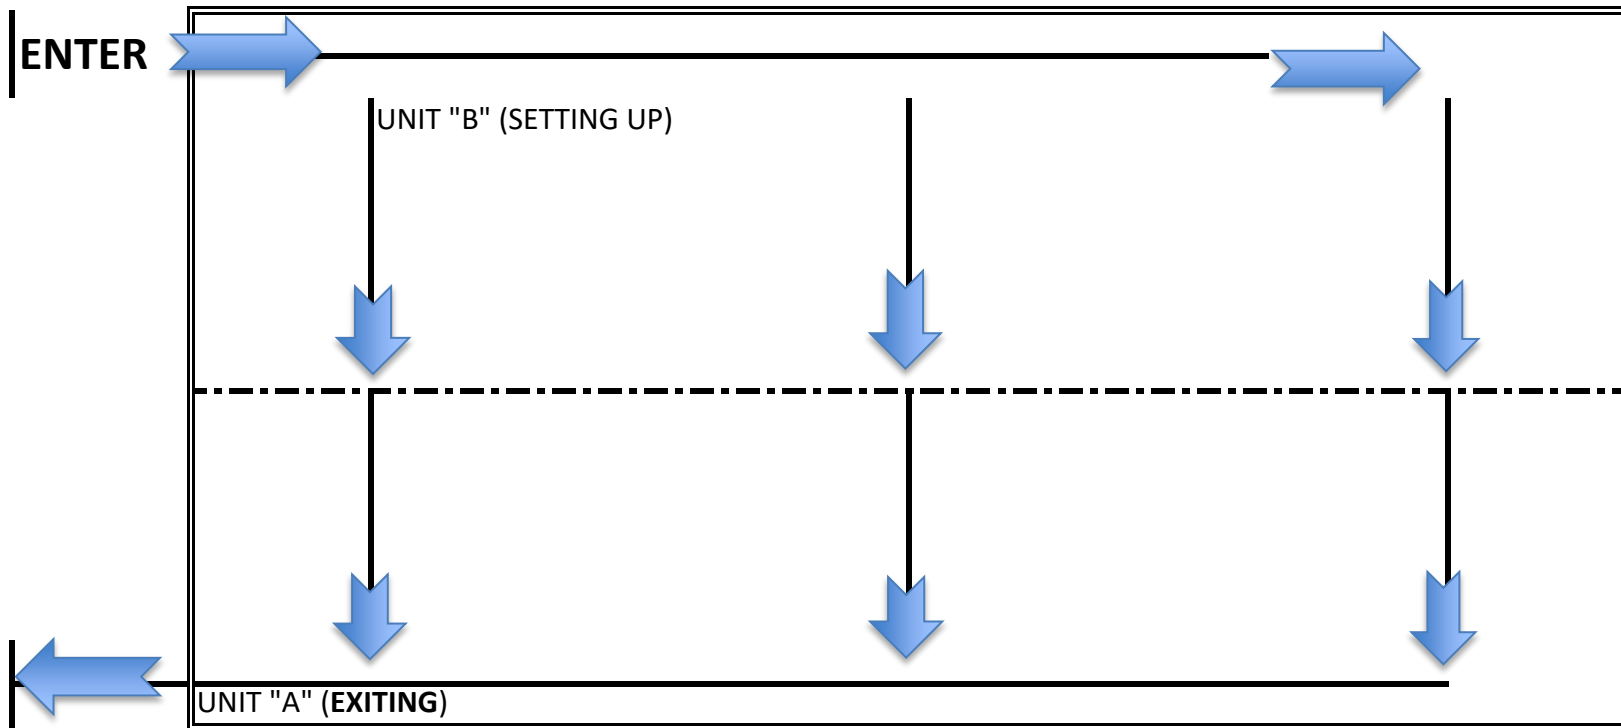 ENTER
UNIT "B" (SETTING UP)
UNIT "A" (EXITING)